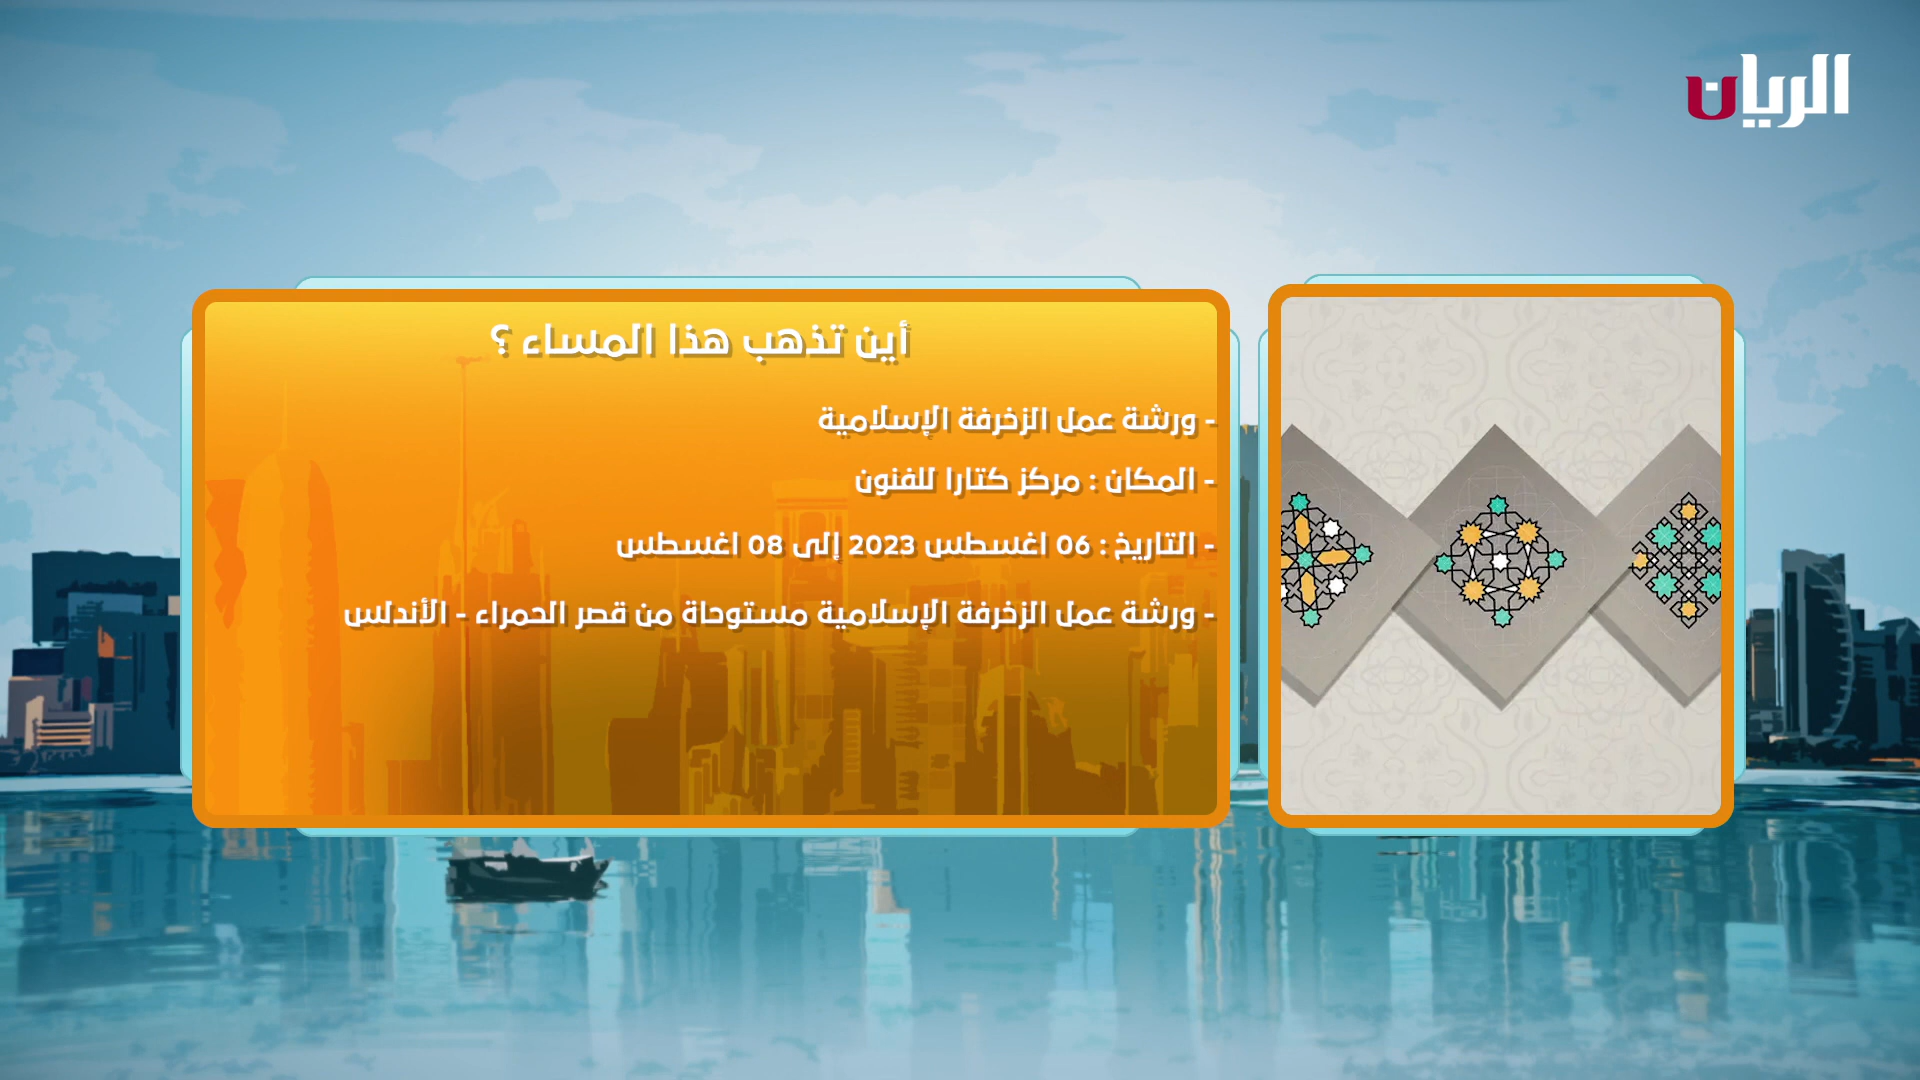 الريان
أين تذهب هذا المساء ؟
- ورشة عمل الزخرفة الإسلامية
- المكان : مركز كتارا للفنون
- التاريخ : 06 اغسطس 2023 إلى 08 اغسطس
- ورشة عمل الزخرفة الإسلامية مستوحاة من قصر الحمراء - الأندلس